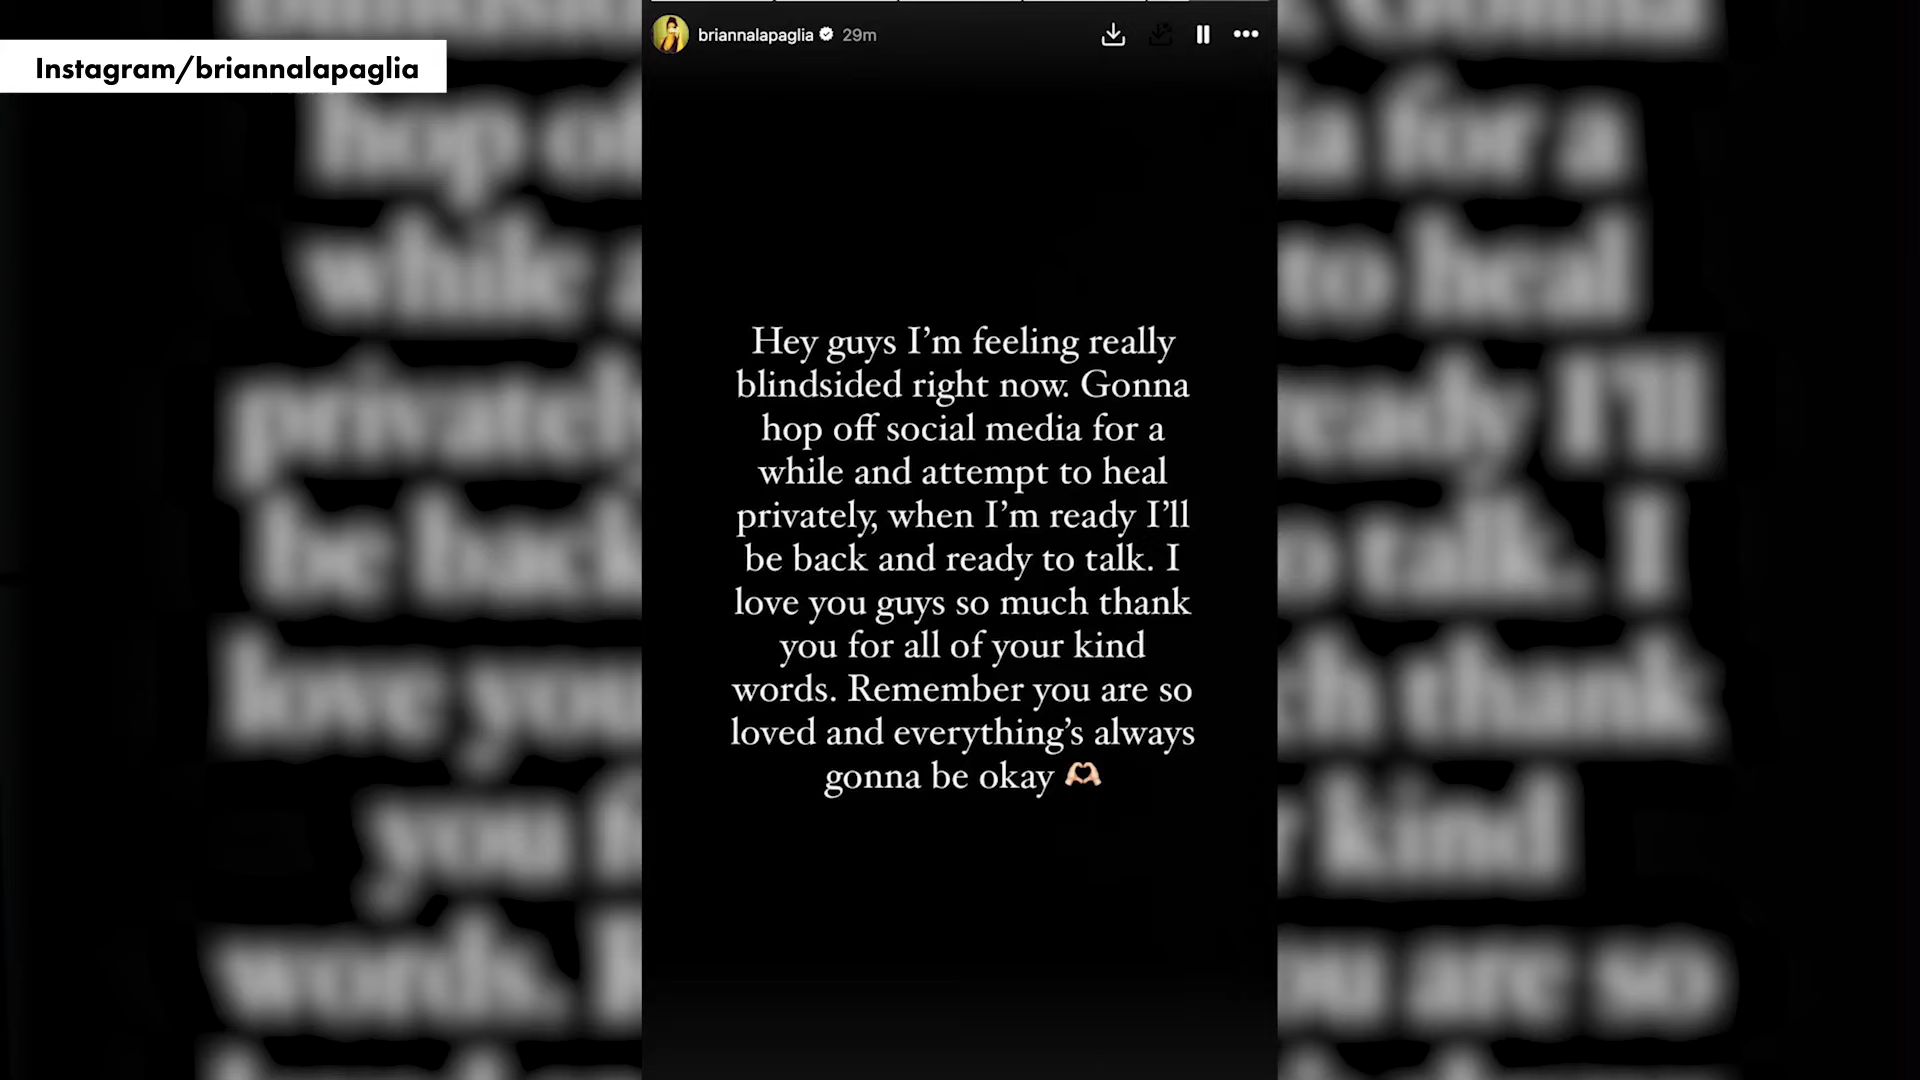 Instagram/briannalapaglia
briannalapaglia 29m
Hey guys I’m feeling really
blindsided right now. Gonna
hop off social media for a
while and attempt to heal
privately, when I’m ready I’ll
be back and ready to talk. I
love you guys so much thank
you for all of your kind
words. Remember you are so
loved and everything’s always
gonna be okay 🫶🏻